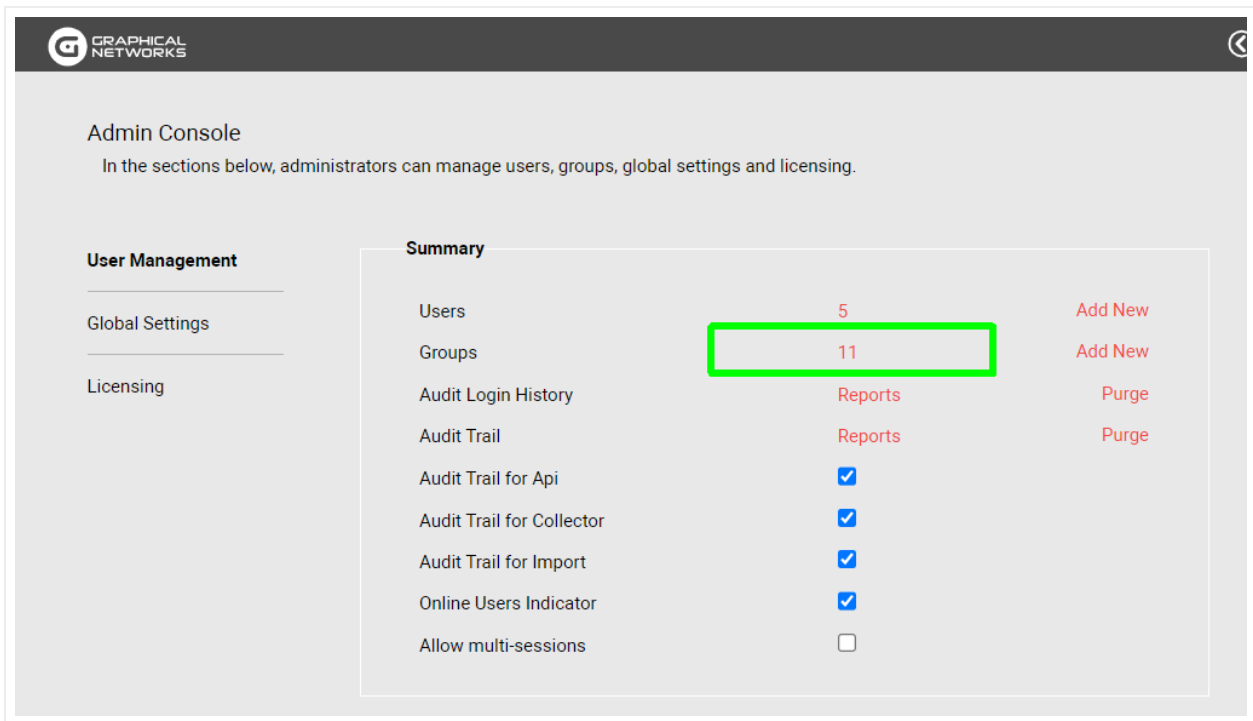 GRAPHICAL
NETWORKS
Admin Console
In the sections below, administrators can manage users, groups, global settings and licensing.
User Management
Global Settings
Licensing
Summary
Users 5 Add New
Groups 11 Add New
Audit Login History Reports Purge
Audit Trail Reports Purge
Audit Trail for Api
Audit Trail for Collector
Audit Trail for Import
Online Users Indicator
Allow multi-sessions